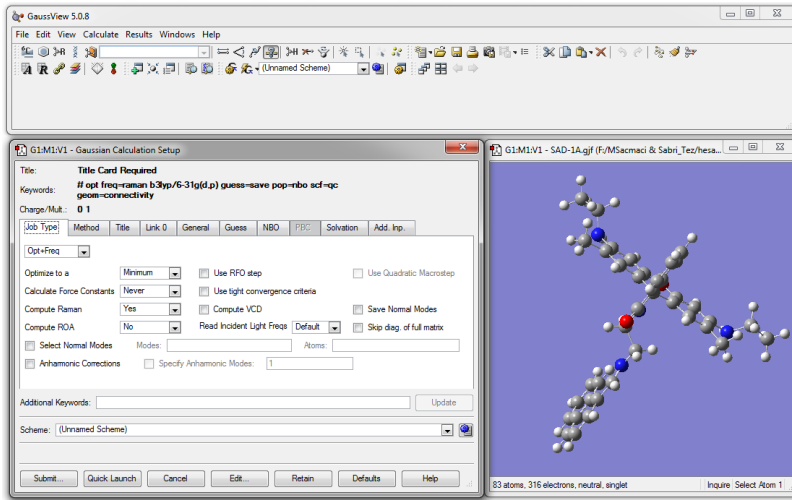 GaussView 5.0.8
File Edit View Calculate Results Windows Help
(Unnamed Scheme)
G1:M1:V1 - Gaussian Calculation Setup
Title: Title Card Required
Keywords: # opt freq=raman b3lyp/6-31g(d,p) guess=save pop=nbo scf=qc
geom=connectivity
Charge/Mult.: 0 1
Job Type Method Title Link 0 General Guess NBO PBC Solvation Add. Inp.
Opt+Freq
Optimize to a Minimum Use RFO step Use Quadratic Macrostep
Calculate Force Constants Never Use tight convergence criteria
Compute Raman Yes Compute VCD Save Normal Modes
Compute ROA No Read Incident Light Freqs Default Skip diag. of full matrix
Select Normal Modes Modes: Atoms:
Anharmonic Corrections Specify Anharmonic Modes: 1
Additional Keywords: Update
Scheme: (Unnamed Scheme)
Submit... Quick Launch Cancel Edit... Retain Defaults Help
G1:M1:V1 - SAD-1A.gjf (F:/MSacmaci & Sabri_Tez/hesa...
83 atoms, 316 electrons, neutral, singlet Inquire Select Atom 1